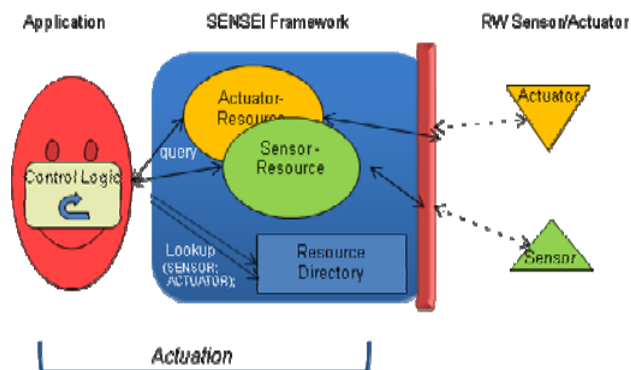 Application
SENSEI Framework
RW Sensor/Actuator
Actuator-
Resource
Actuator
query
Sensor -
Resource
Control Logic
Lookup
(SENSOR;
ACTUATOR);
Resource
Directory
Sensor
Actuation